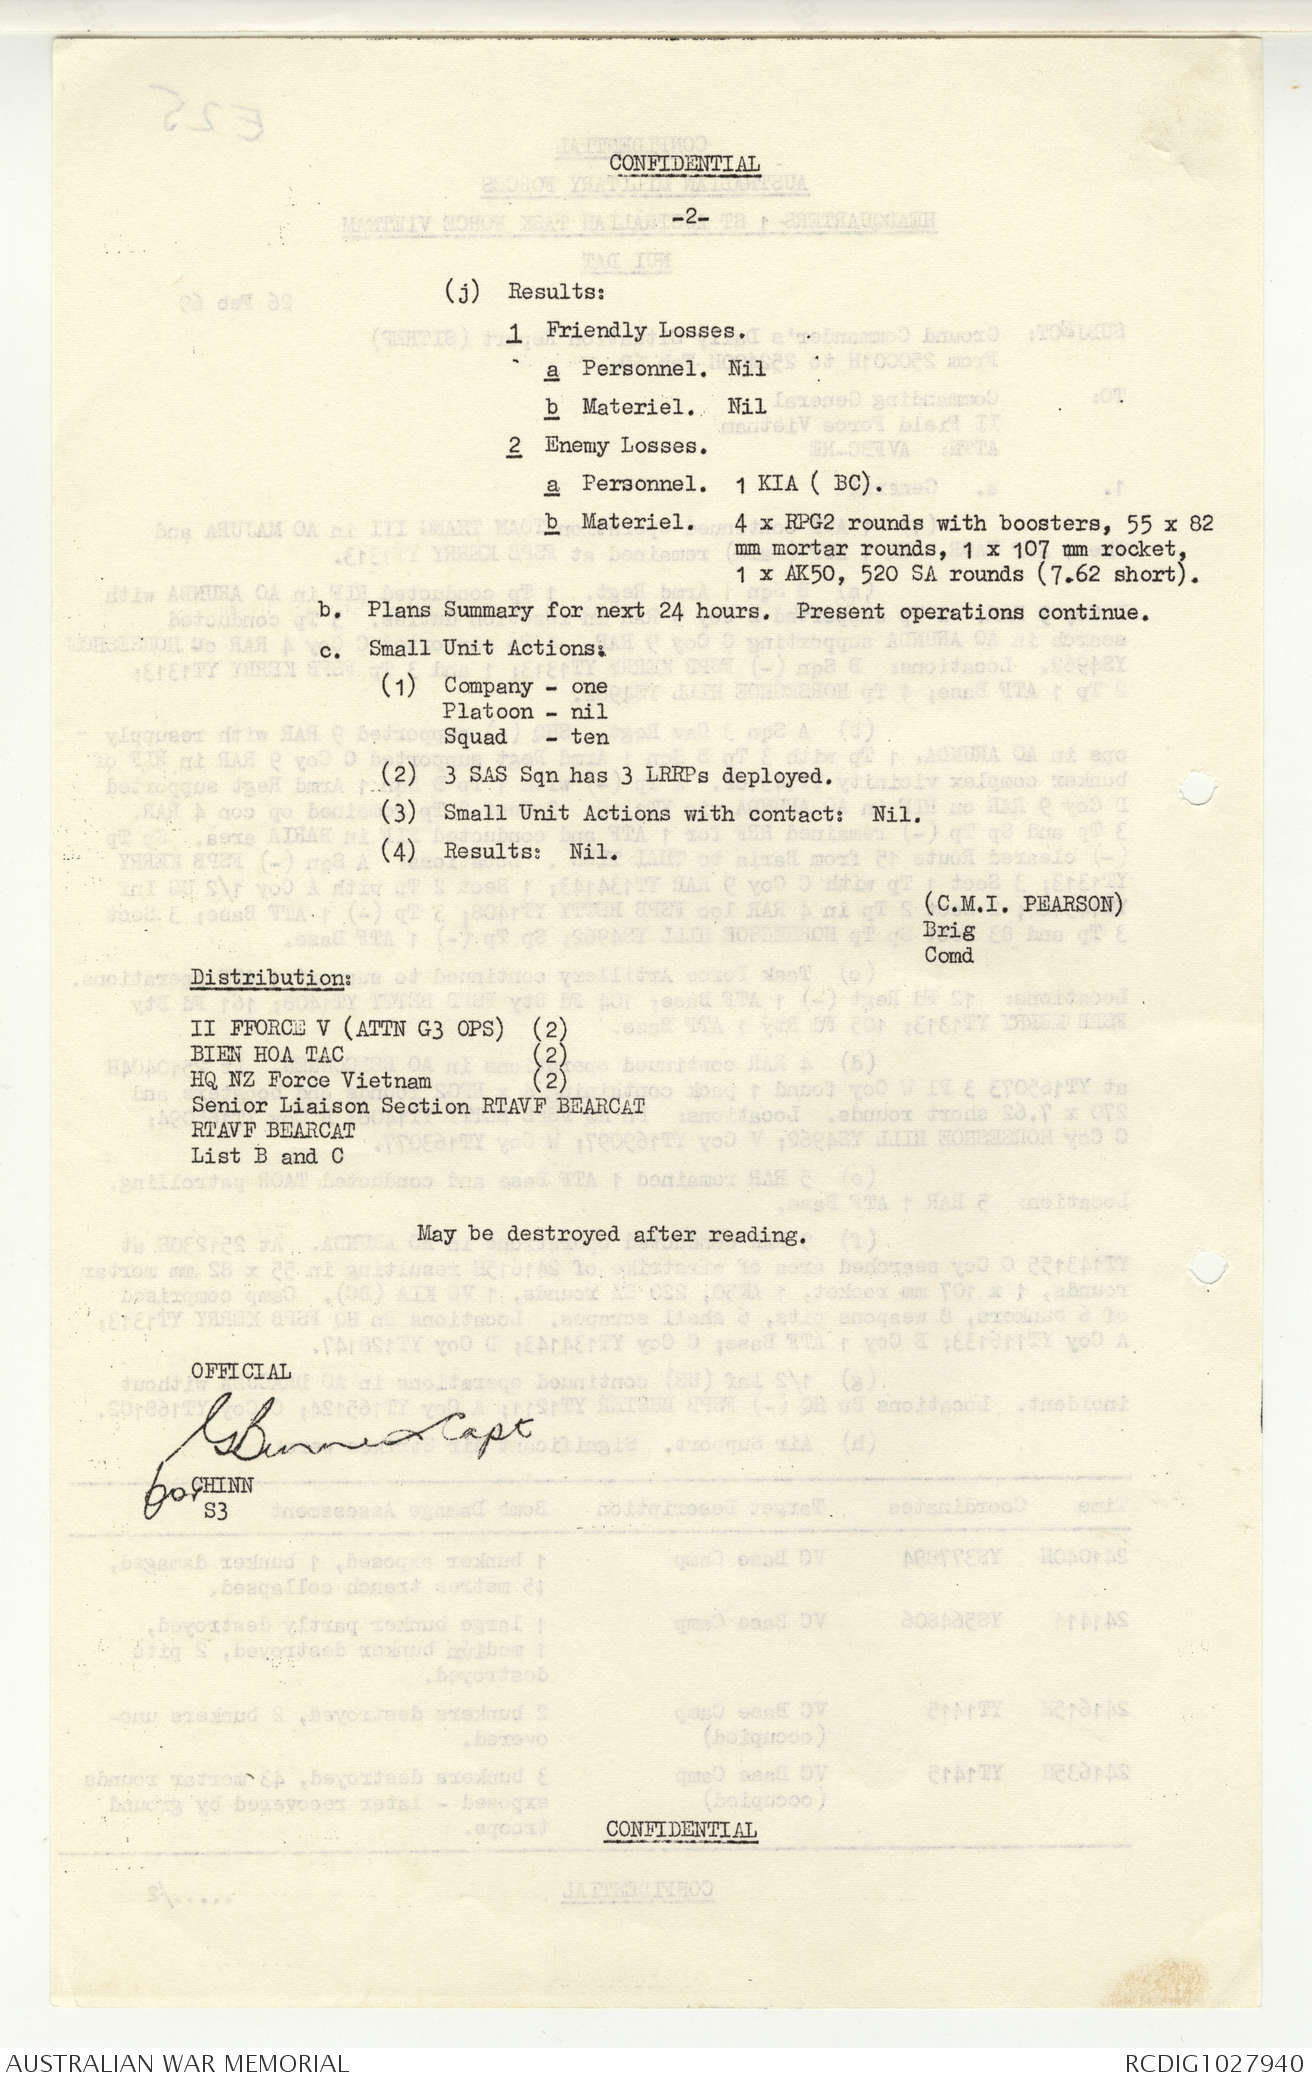 CONFIDENTIAL
-2-
(j) Results:
1 Friendly Losses.
a Personnel. Nil
b Materiel. Nil
2 Enemy Losses.
a Personnel. 1 KIA ( BC).
b Materiel. 4 x RPG2 rounds with boosters, 55 x 82
mm mortar rounds, 1 x 107 mm rocket,
1 x AK50, 520 SA rounds (7.62 short).
b. Plans Summary for next 24 hours. Present operations continue.
c. Small Unit Actions:
(1) Company - one
Platoon - nil
Squad - ten
(2) 3 SAS Sqn has 3 LRRPs deployed.
(3) Small Unit Actions with contact: Nil.
(4) Results: Nil.
(C.M.I. PEARSON)
Brig
Comd
Distribution:
II FFORCE V (ATTN G3 OPS) (2)
BIEN HOA TAC (2)
HQ NZ Force Vietnam (2)
Senior Liaison Section RTAVF BEARCAT
RTAVF BEARCAT
List B and C
May be destroyed after reading.
OFFICIAL
Capt
for CHINN
S3
CONFIDENTIAL
AUSTRALIAN WAR MEMORIAL
RCDIG1027940